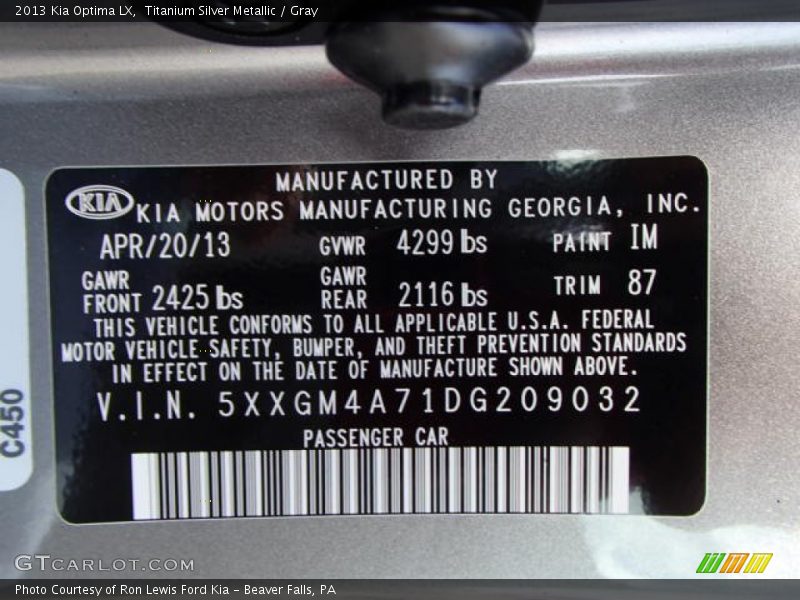 2013 Kia Optima LX,  Titanium Silver Metallic / Gray
MANUFACTURED BY
KIA KIA MOTORS MANUFACTURING GEORGIA, INC.
APR/20/13 GVWR 4299 lbs PAINT IM
GAWR FRONT 2425 lbs GAWR REAR 2116 lbs TRIM 87
THIS VEHICLE CONFORMS TO ALL APPLICABLE U.S.A. FEDERAL
MOTOR VEHICLE SAFETY, BUMPER, AND THEFT PREVENTION STANDARDS
IN EFFECT ON THE DATE OF MANUFACTURE SHOWN ABOVE.
V.I.N. 5XXGM4A71DG209032
PASSENGER CAR
C450
GTCARLOT.COM
Photo Courtesy of Ron Lewis Ford Kia - Beaver Falls, PA